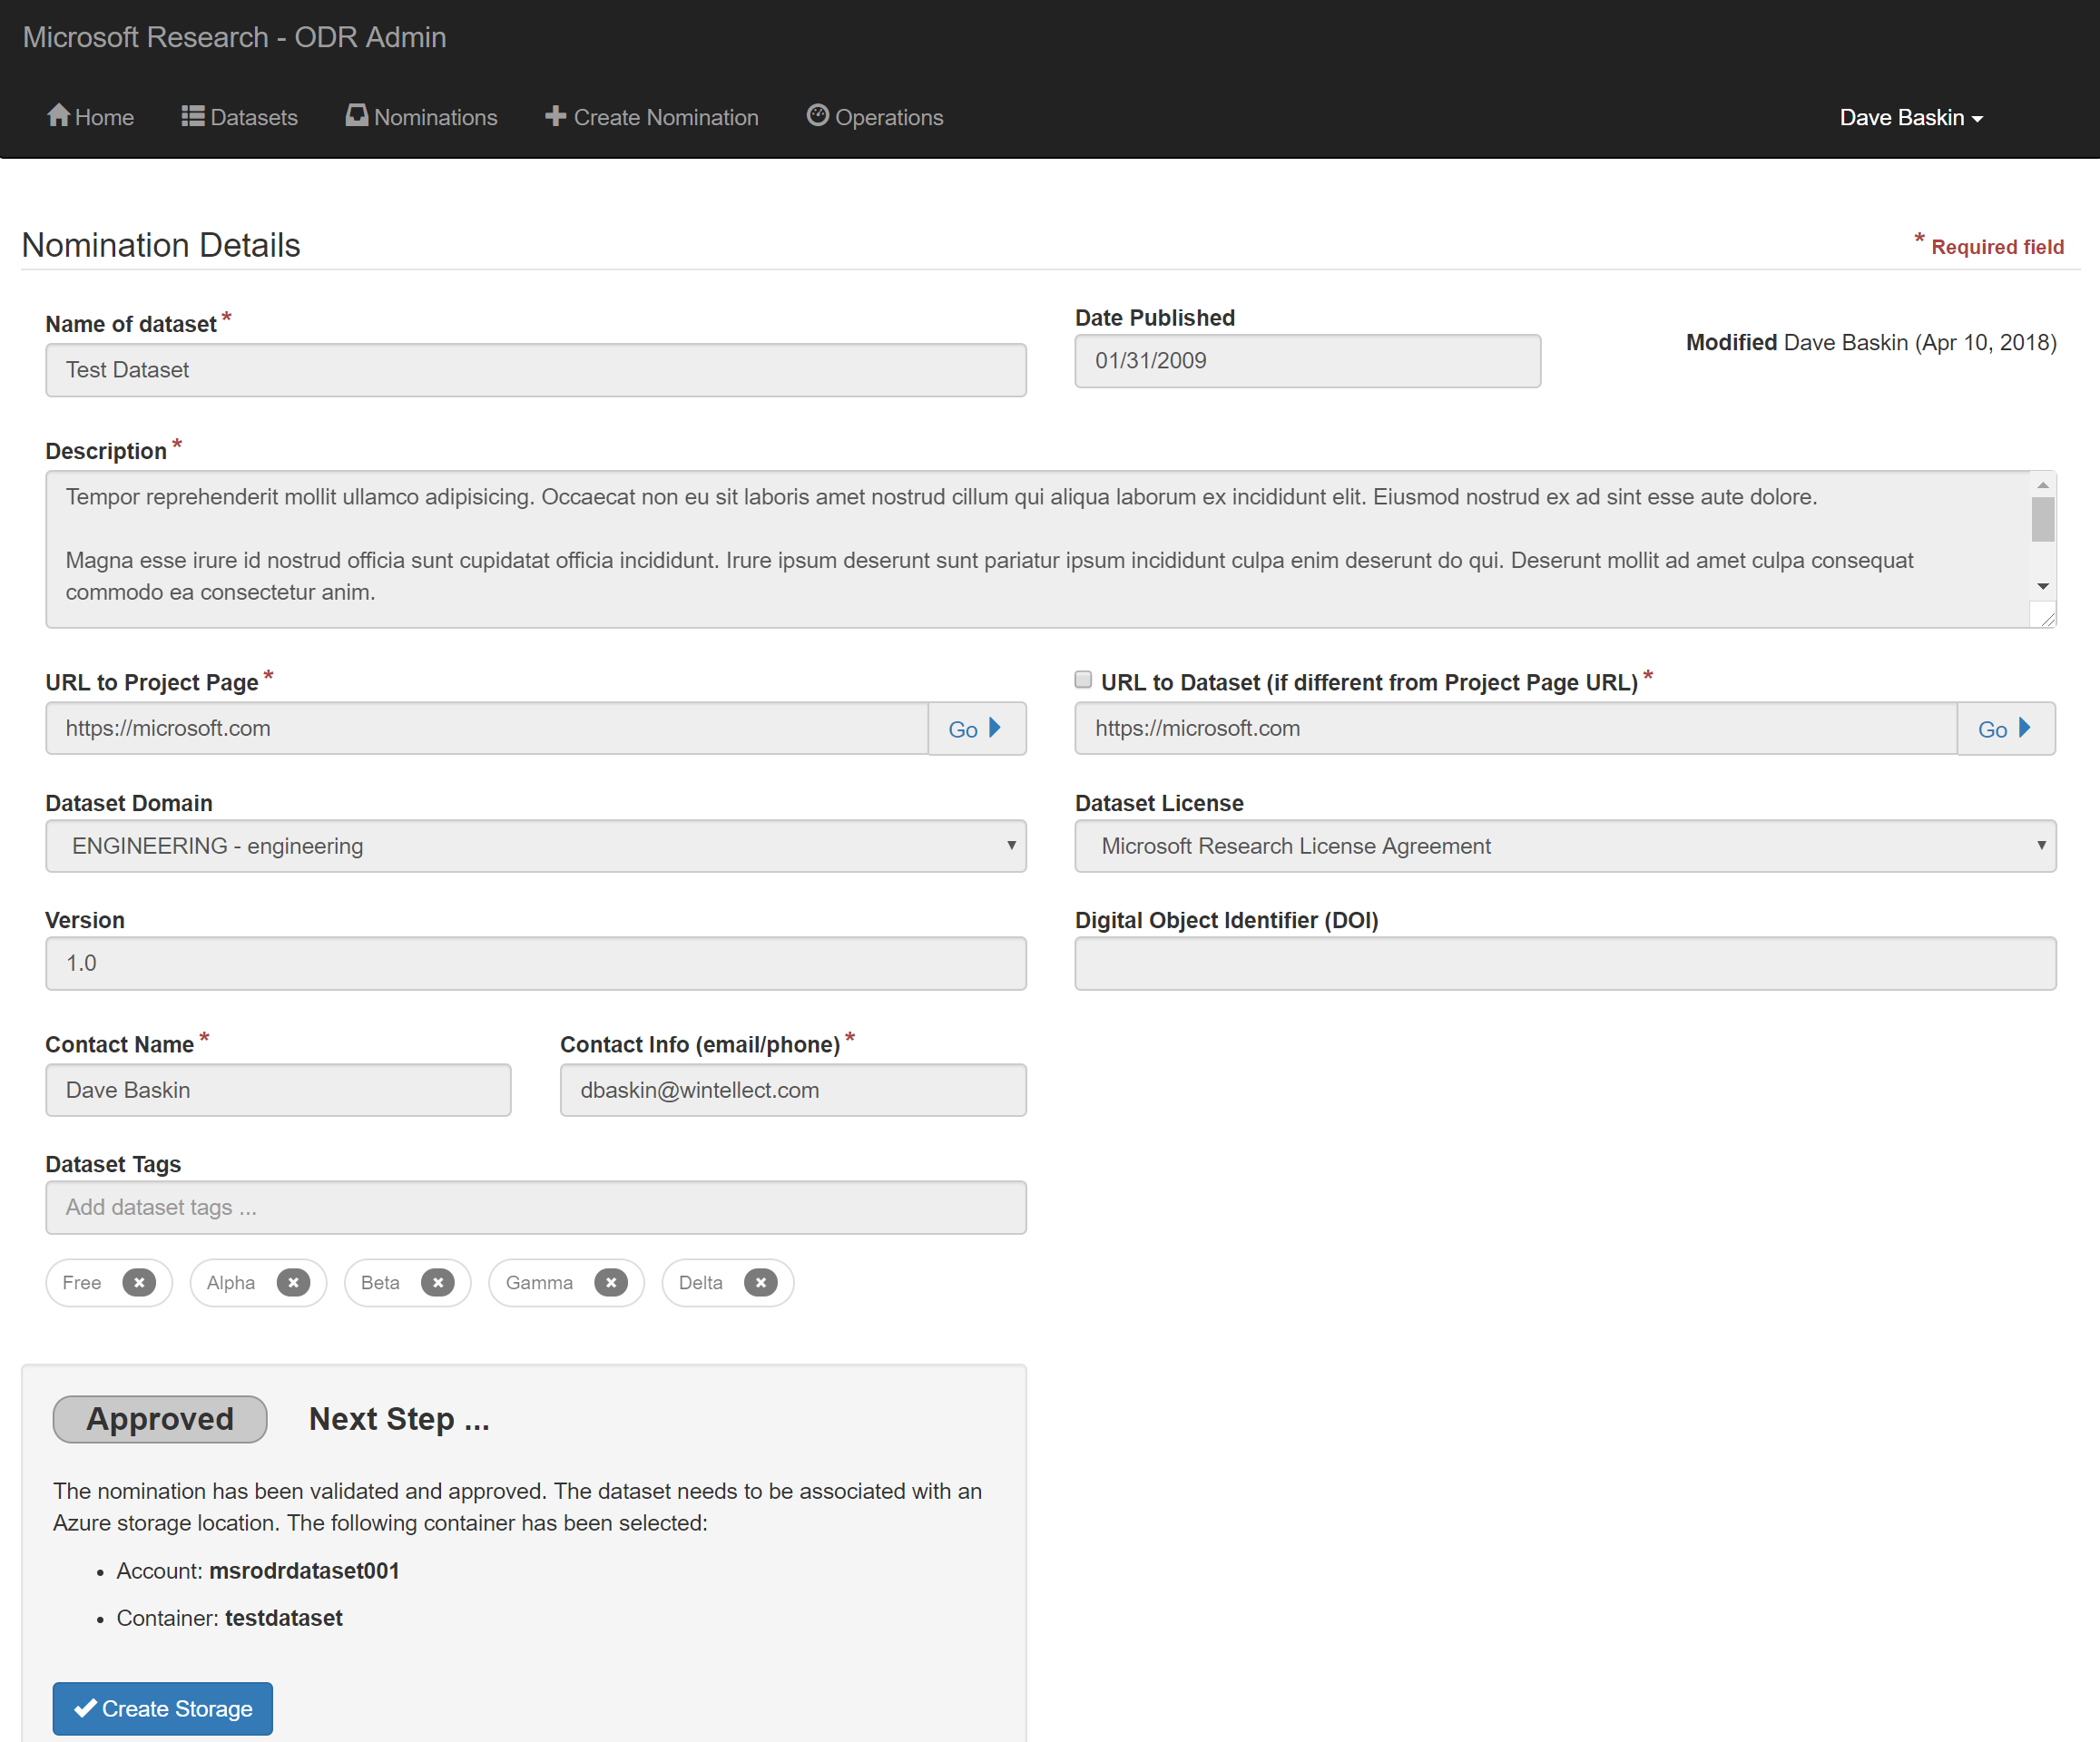 Microsoft Research - ODR Admin
Home Datasets Nominations Create Nomination Operations Dave Baskin
Nomination Details
* Required field
Name of dataset *
Test Dataset
Date Published
01/31/2009
Modified Dave Baskin (Apr 10, 2018)
Description *
Tempor reprehenderit mollit ullamco adipisicing. Occaecat non eu sit laboris amet nostrud cillum qui aliqua laborum ex incididunt elit. Eiusmod nostrud ex ad sint esse aute dolore.
Magna esse irure id nostrud officia sunt cupidatat officia incididunt. Irure ipsum deserunt sunt pariatur ipsum incididunt culpa enim deserunt do qui. Deserunt mollit ad amet culpa consequat
commodo ea consectetur anim.
URL to Project Page *
https://microsoft.com Go
URL to Dataset (if different from Project Page URL) *
https://microsoft.com Go
Dataset Domain
ENGINEERING - engineering
Dataset License
Microsoft Research License Agreement
Version
1.0
Digital Object Identifier (DOI)
Contact Name *
Dave Baskin
Contact Info (email/phone) *
dbaskin@wintellect.com
Dataset Tags
Add dataset tags ...
Free Alpha Beta Gamma Delta
Approved Next Step ...
The nomination has been validated and approved. The dataset needs to be associated with an
Azure storage location. The following container has been selected:
• Account: msrodrdataset001
• Container: testdataset
Create Storage